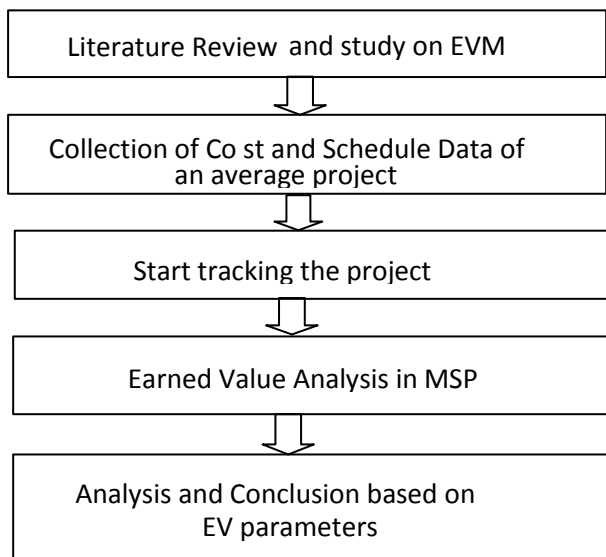 Literature Review and study on EVM
Collection of Co st and Schedule Data of
an average project
Start tracking the project
Earned Value Analysis in MSP
Analysis and Conclusion based on
EV parameters